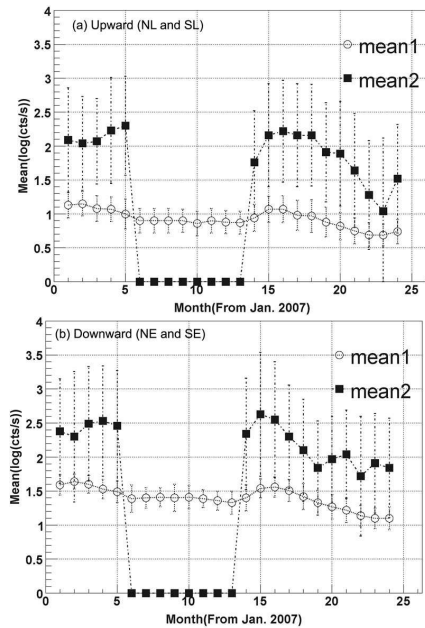 (a) Upward (NL and SL)
mean1
mean2
Mean(log(cts/s))
4
3.5
3
2.5
2
1.5
1
0.5
0
0 5 10 15 20 25
Month(From Jan. 2007)
(b) Downward (NE and SE)
mean1
mean2
Mean(log(cts/s))
4
3.5
3
2.5
2
1.5
1
0.5
0
0 5 10 15 20 25
Month(From Jan. 2007)